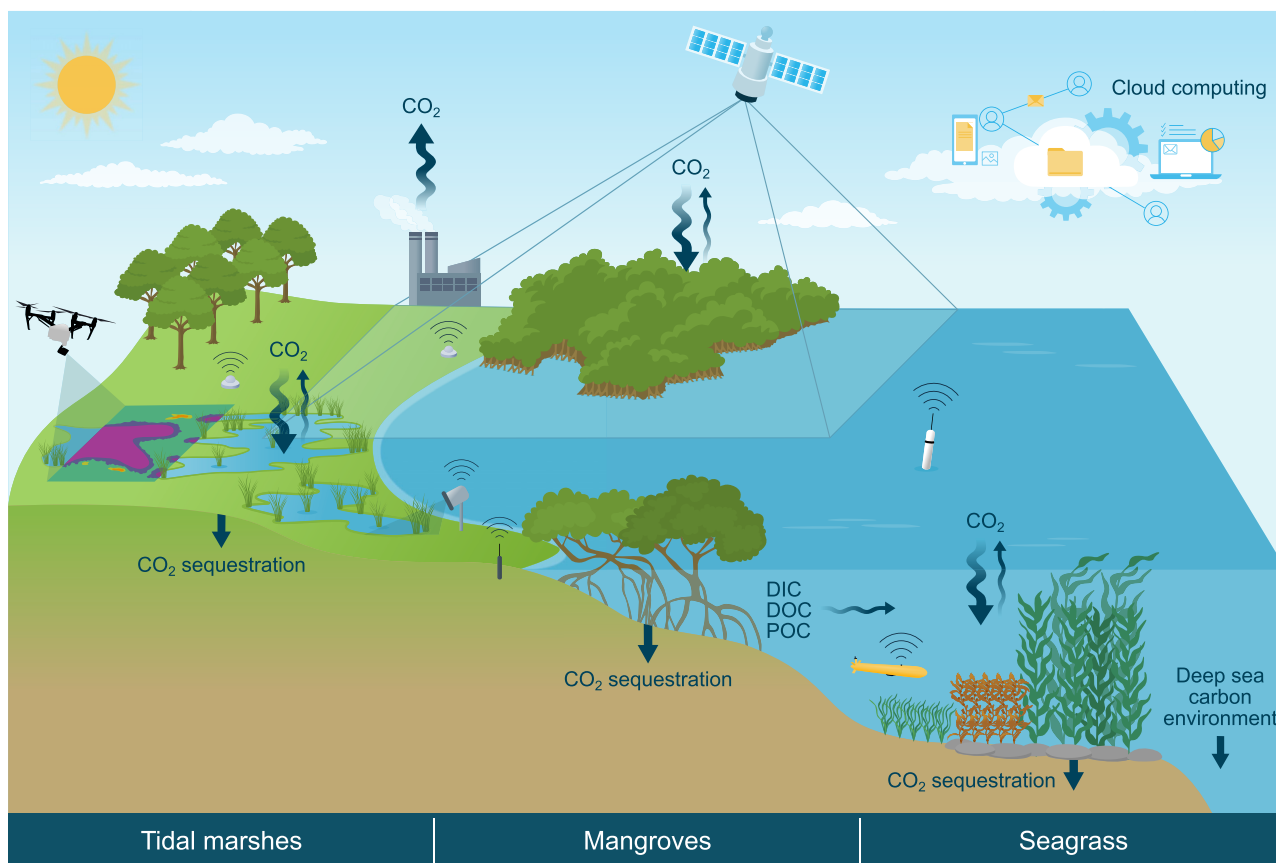 Cloud computing
CO₂
CO₂
CO₂
CO₂
CO₂ sequestration
DIC
DOC
POC
CO₂ sequestration
Deep sea
carbon
environment
CO₂ sequestration
Tidal marshes
Mangroves
Seagrass